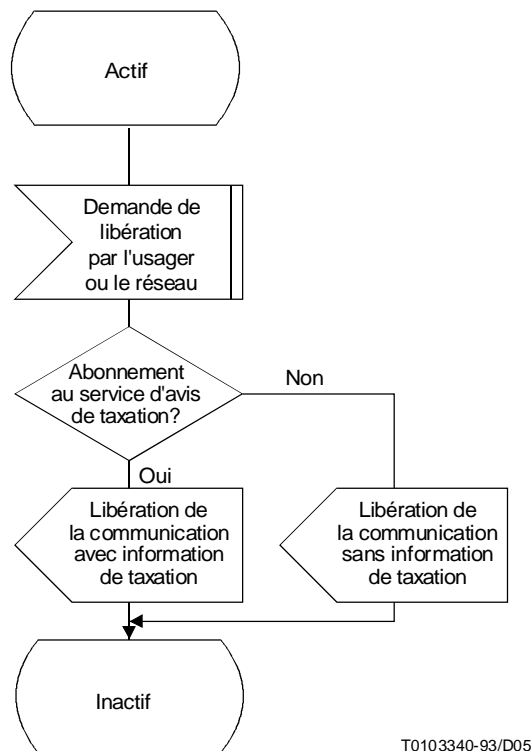 Actif
Demande de
libération
par l'usager
ou le réseau
Abonnement
au service d'avis
de taxation?
Non
Oui
Libération de
la communication
avec information
de taxation
Libération de
la communication
sans information
de taxation
Inactif
T0103340-93/D05